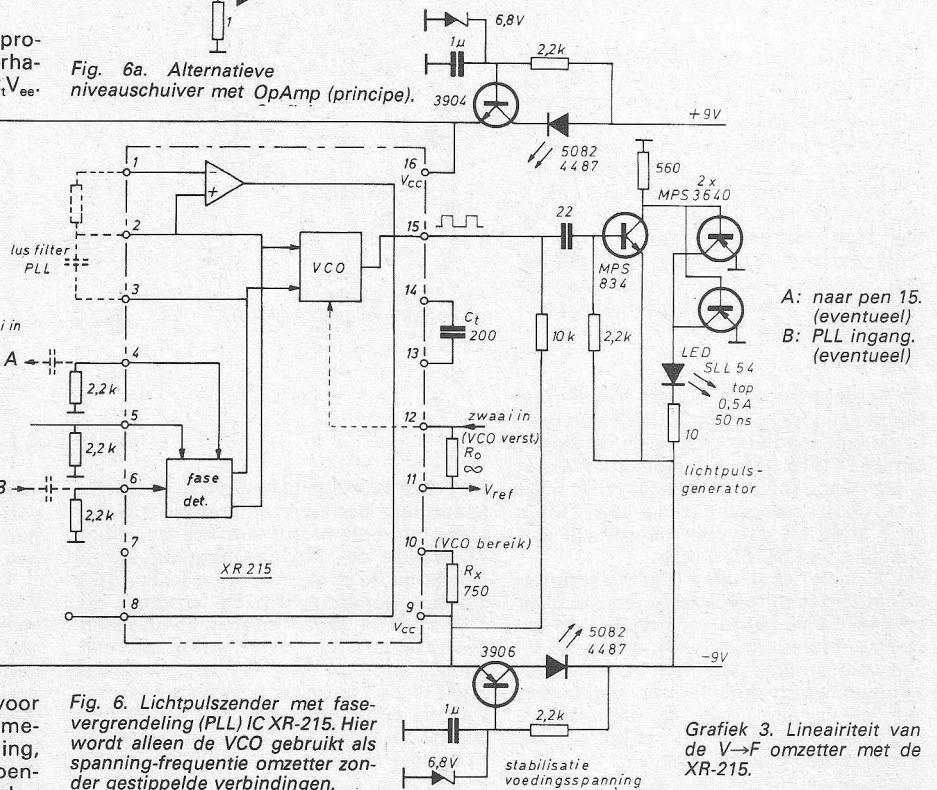 1
6,8V
1µ
2,2k
pro-
rha-
tVee.
Fig. 6a. Alternatieve
niveauschuiver met OpAmp (principe).
3904
+9V
5082
4487
1
16
Vcc
560
2 x
MPS3640
2
lus filter
PLL
15
22
VCO
MPS
834
3
14
Ct
200
10k
2,2k
A: naar pen 15.
(eventueel)
B: PLL ingang.
(eventueel)
i in
A
4
13
2,2k
LED
SLL 54
top
0,5A
50 ns
5
12
zwaai in
(VCO verst)
2,2k
Ro
∞
10
fase
det.
B
6
11
Vref
lichtpuls-
generator
2,2k
7
10
(VCO bereik)
XR 215
Rx
750
8
9
Vcc
5082
4487
3906
-9V
voor
me-
ing,
pen-
Fig. 6. Lichtpulszender met fase-
vergrendeling (PLL) IC XR-215. Hier
wordt alleen de VCO gebruikt als
spanning-frequentie omzetter zon-
der gestippelde verbindingen.
1µ
2,2k
6,8V
stabilisatie
voedingsspanning
Grafiek 3. Lineairiteit van
de V→F omzetter met de
XR-215.